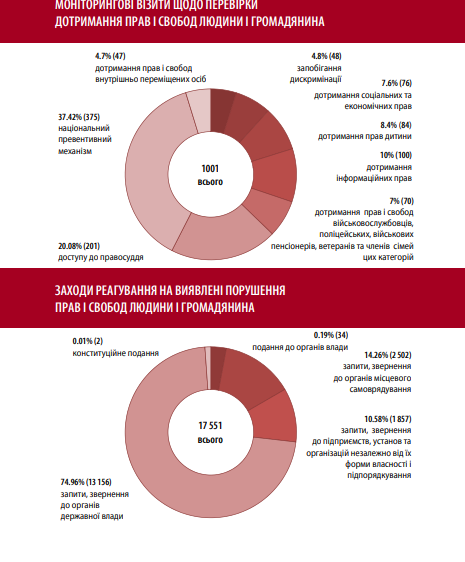 МОНІТОРИНГОВІ ВІЗИТИ ЩОДО ПЕРЕВІРКИ
ДОТРИМАННЯ ПРАВ І СВОБОД ЛЮДИНИ І ГРОМАДЯНИНА
4.7% (47)
дотримання прав і свобод
внутрішньо переміщених осіб
4.8% (48)
запобігання
дискримінації
7.6% (76)
дотримання соціальних та
економічних прав
8.4% (84)
дотримання прав дитини
10% (100)
дотримання
інформаційних прав
7% (70)
дотримання прав і свобод
військовослужбовців,
поліцейських, військових
пенсіонерів, ветеранів та членів сімей
цих категорій
37.42% (375)
національний
превентивний
механізм
1001
всього
20.08% (201)
доступу до правосуддя
ЗАХОДИ РЕАГУВАННЯ НА ВИЯВЛЕНІ ПОРУШЕННЯ
ПРАВ І СВОБОД ЛЮДИНИ І ГРОМАДЯНИНА
0.01% (2)
конституційне подання
0.19% (34)
подання до органів влади
14.26% (2 502)
запити, звернення
до органів місцевого
самоврядування
10.58% (1 857)
запити, звернення
до підприємств, установ та
організацій незалежно від їх
форми власності і
підпорядкування
17 551
всього
74.96% (13 156)
запити, звернення
до органів
державної влади